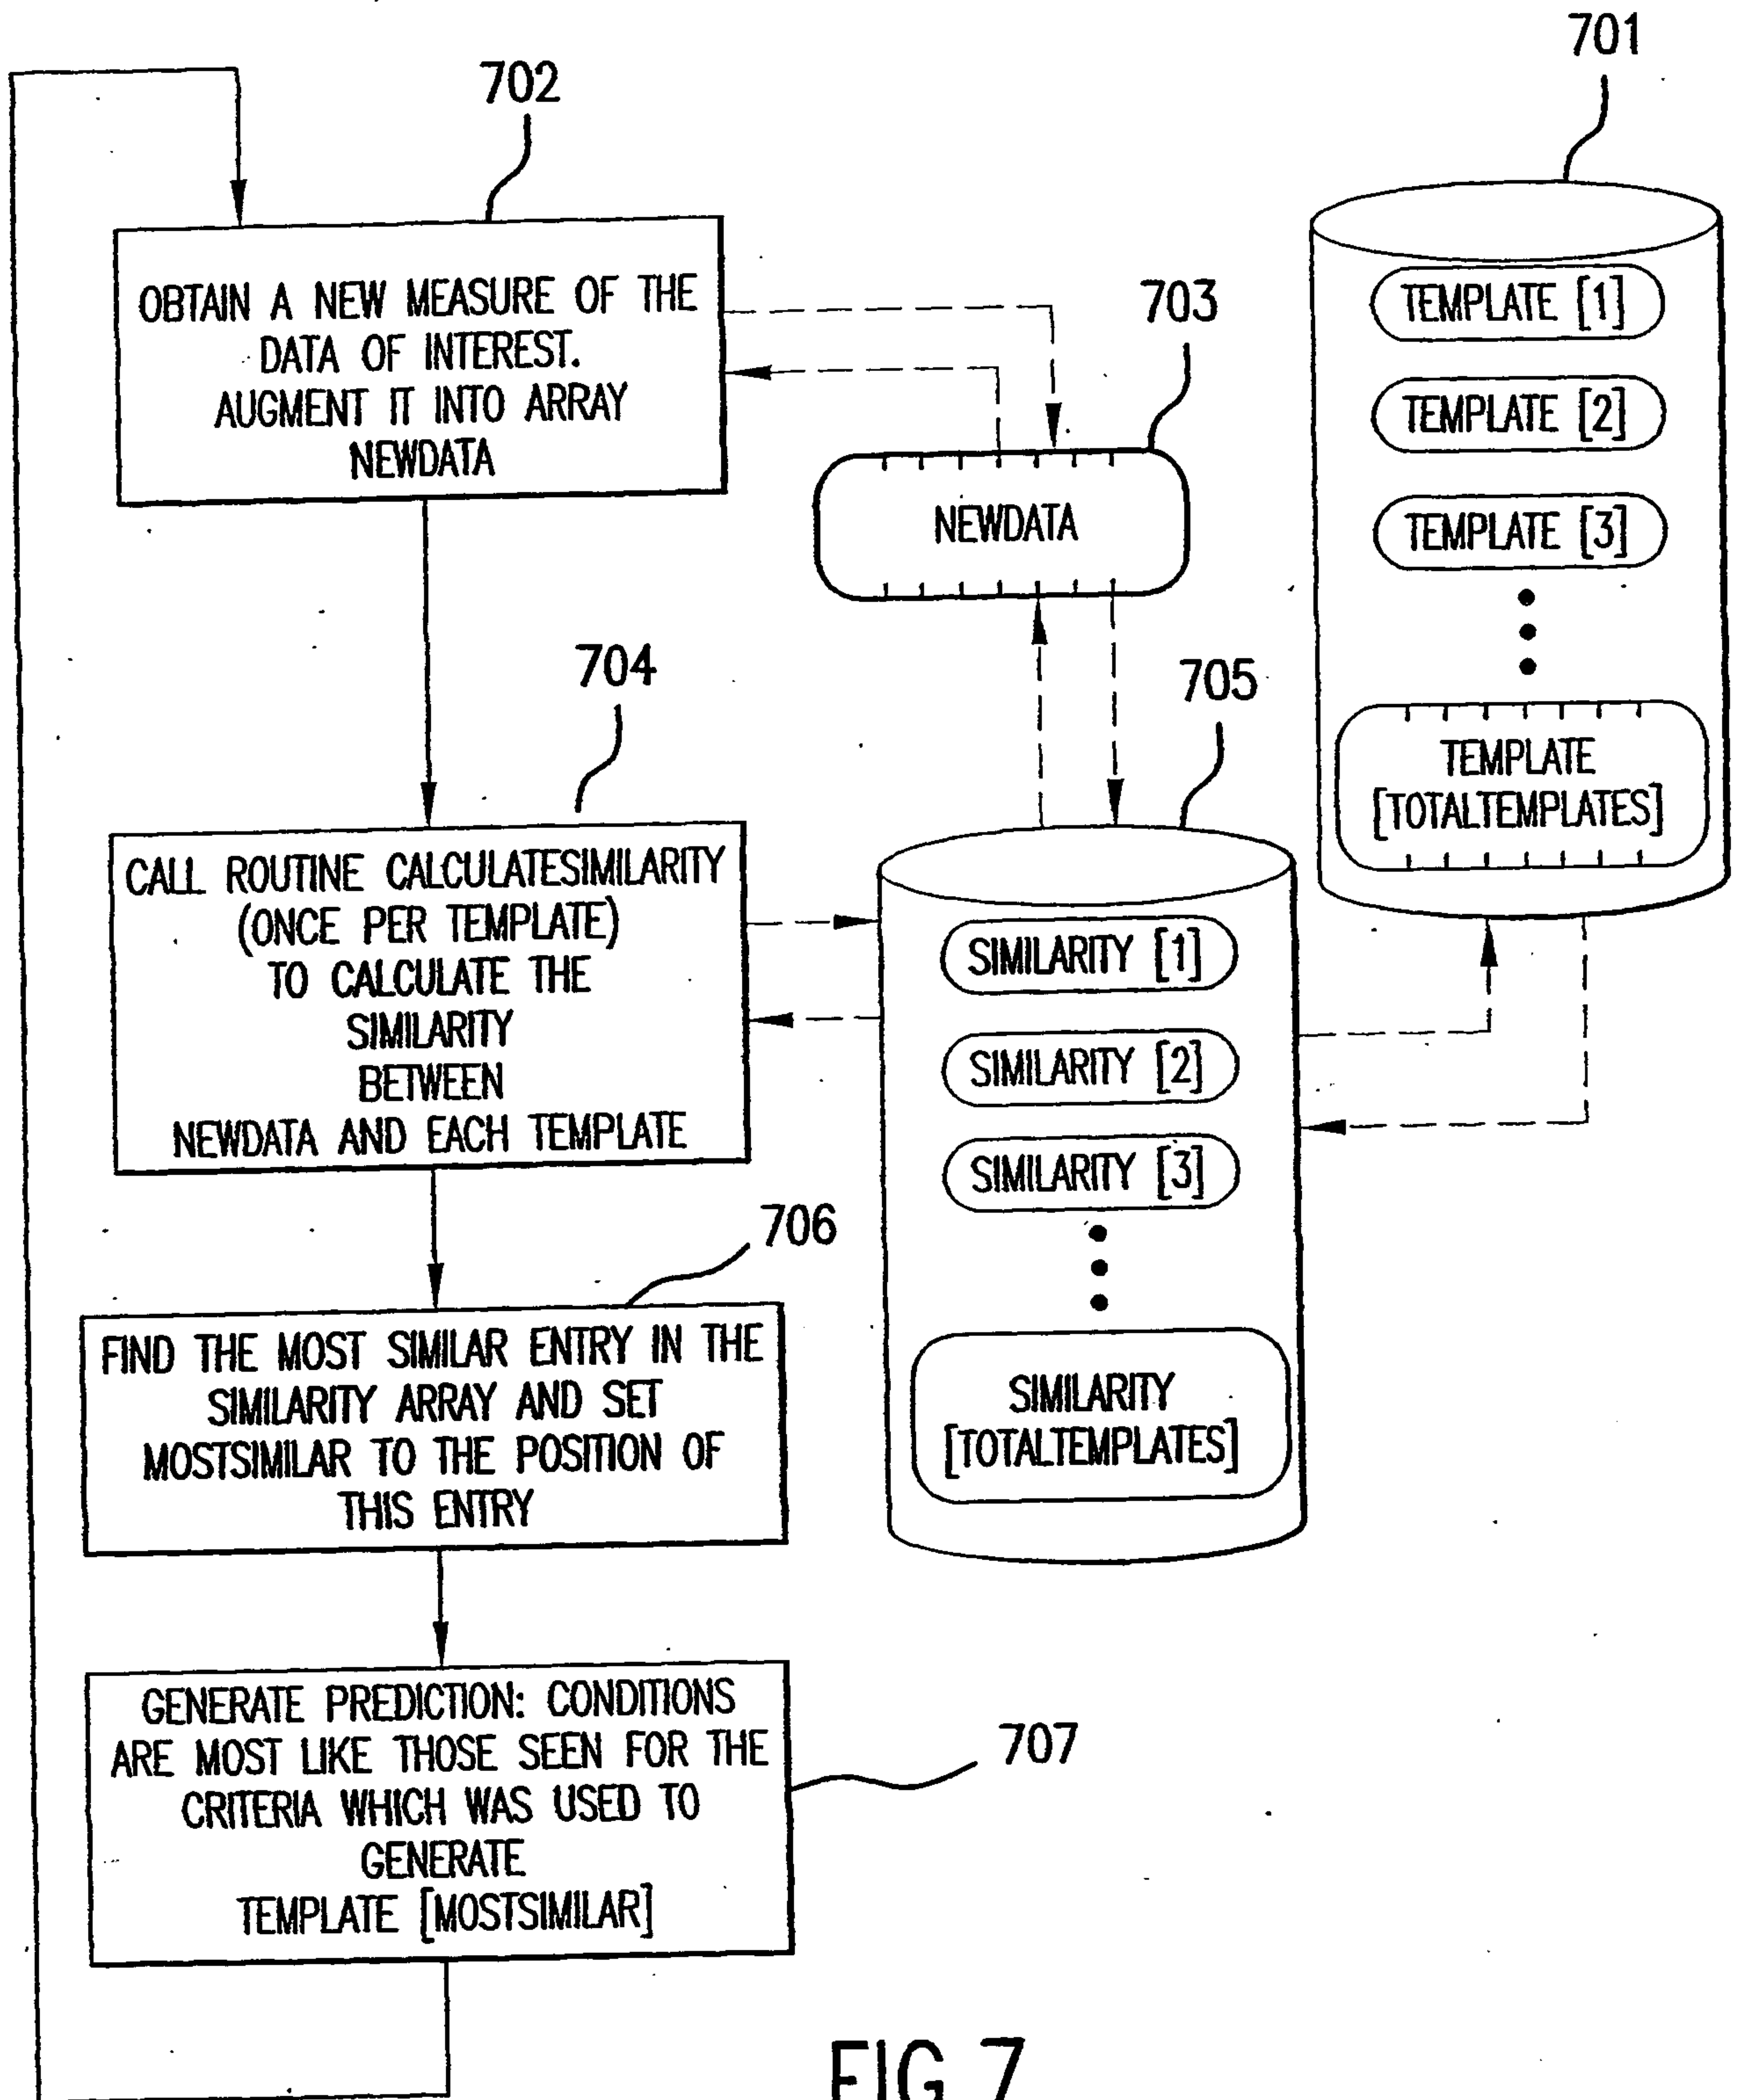 701
702
TEMPLATE [1]
703
OBTAIN A NEW MEASURE OF THE
DATA OF INTEREST.
AUGMENT IT INTO ARRAY
NEWDATA
TEMPLATE [2]
NEWDATA
TEMPLATE [3]
704
705
TEMPLATE
[TOTALTEMPLATES]
CALL ROUTINE CALCULATESIMILARITY
(ONCE PER TEMPLATE)
TO CALCULATE THE
SIMILARITY
BETWEEN
NEWDATA AND EACH TEMPLATE
SIMILARITY [1]
SIMILARITY [2]
SIMILARITY [3]
706
FIND THE MOST SIMILAR ENTRY IN THE
SIMILARITY ARRAY AND SET
MOSTSIMILAR TO THE POSITION OF
THIS ENTRY
SIMILARITY
[TOTALTEMPLATES]
GENERATE PREDICTION: CONDITIONS
ARE MOST LIKE THOSE SEEN FOR THE
CRITERIA WHICH WAS USED TO
GENERATE
TEMPLATE [MOSTSIMILAR]
707
FIG 7